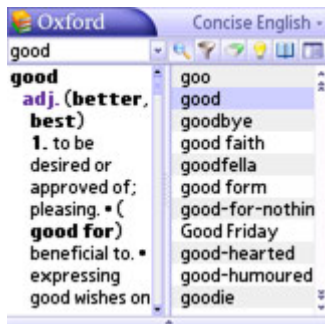 Oxford
Concise English
good
good
adj. (better,
best)
1. to be
desired or
approved of;
pleasing. ▪ (
good for)
beneficial to. ▪
expressing
good wishes on
goo
good
goodbye
good faith
goodfella
good form
good-for-nothin
Good Friday
good-hearted
good-humoured
goodie